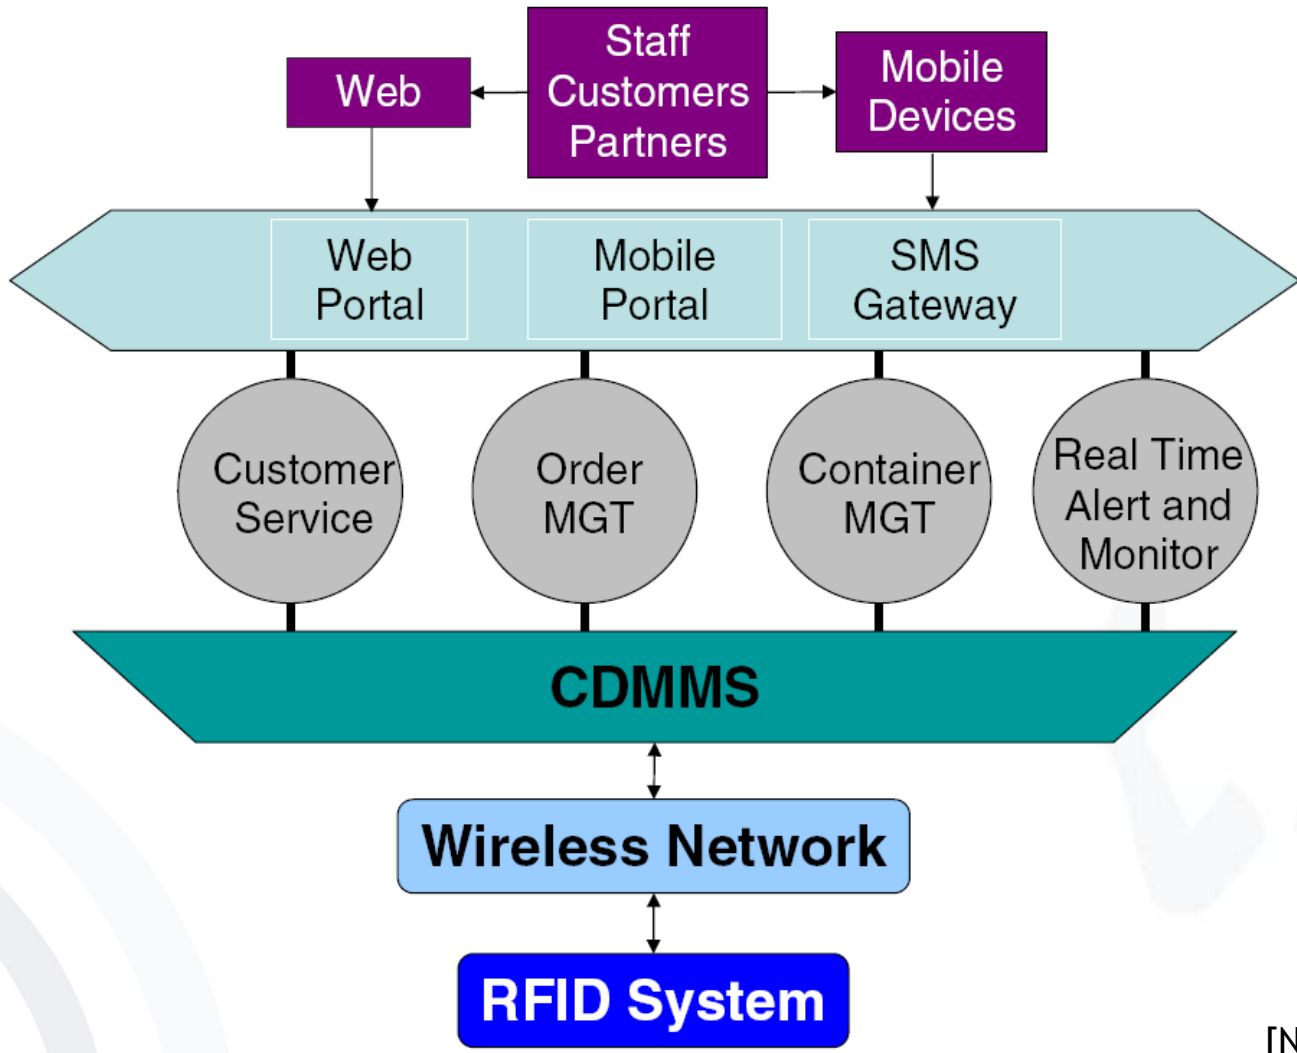 Staff
Customers
Partners
Web
Mobile
Devices
Web
Portal
Mobile
Portal
SMS
Gateway
Customer
Service
Order
MGT
Container
MGT
Real Time
Alert and
Monitor
CDMMS
Wireless Network
RFID System
[N